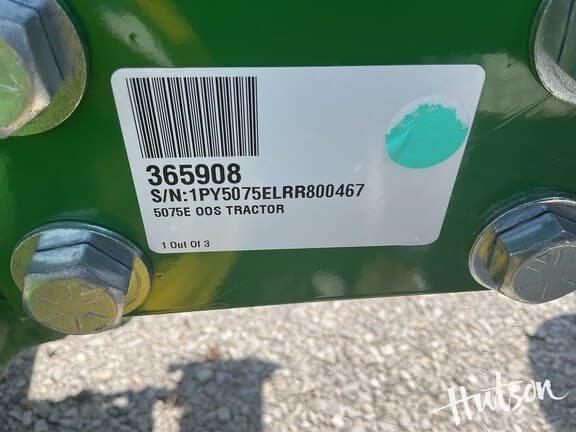 365908
S/N:1PY5075ELRR800467
5075E OOS TRACTOR
1 Out Of 3
Hutson